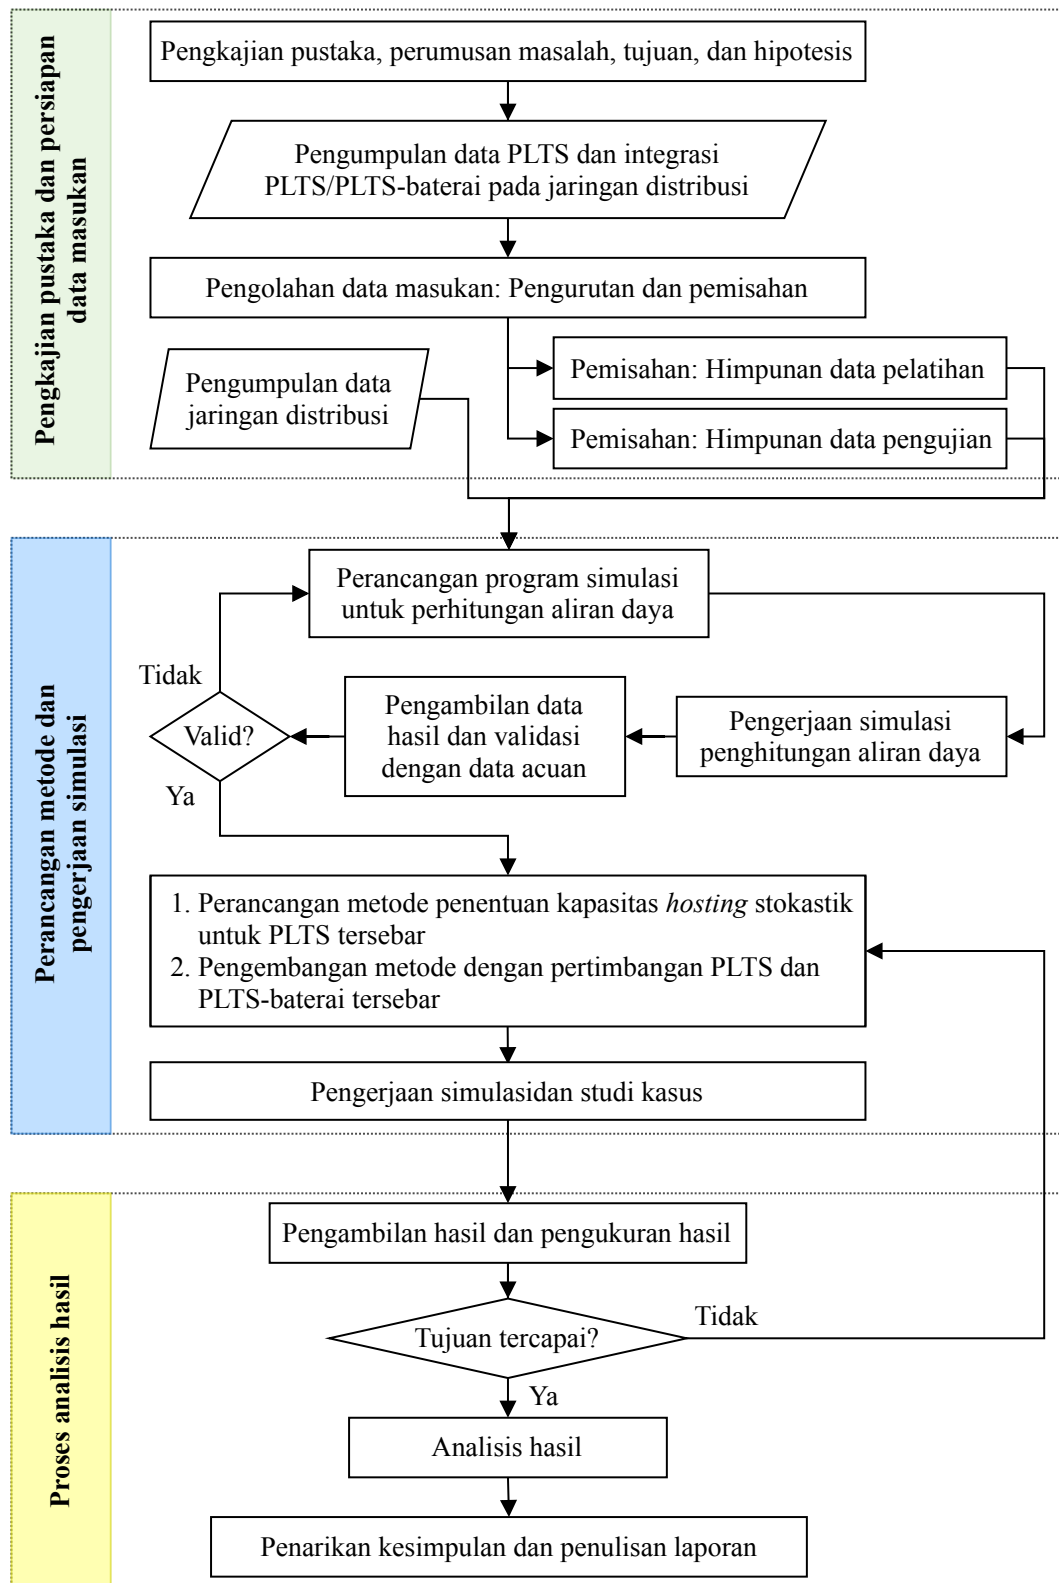 Pengkajian pustaka dan persiapan
data masukan
Pengkajian pustaka, perumusan masalah, tujuan, dan hipotesis
Pengumpulan data PLTS dan integrasi
PLTS/PLTS-baterai pada jaringan distribusi
Pengolahan data masukan: Pengurutan dan pemisahan
Pengumpulan data
jaringan distribusi
Pemisahan: Himpunan data pelatihan
Pemisahan: Himpunan data pengujian
Perancangan metode dan
pengerjaan simulasi
Perancangan program simulasi
untuk perhitungan aliran daya
Tidak
Valid?
Ya
Pengambilan data
hasil dan validasi
dengan data acuan
Pengerjaan simulasi
penghitungan aliran daya
1. Perancangan metode penentuan kapasitas hosting stokastik
untuk PLTS tersebar
2. Pengembangan metode dengan pertimbangan PLTS dan
PLTS-baterai tersebar
Pengerjaan simulasidan studi kasus
Proses analisis hasil
Pengambilan hasil dan pengukuran hasil
Tujuan tercapai?
Tidak
Ya
Analisis hasil
Penarikan kesimpulan dan penulisan laporan